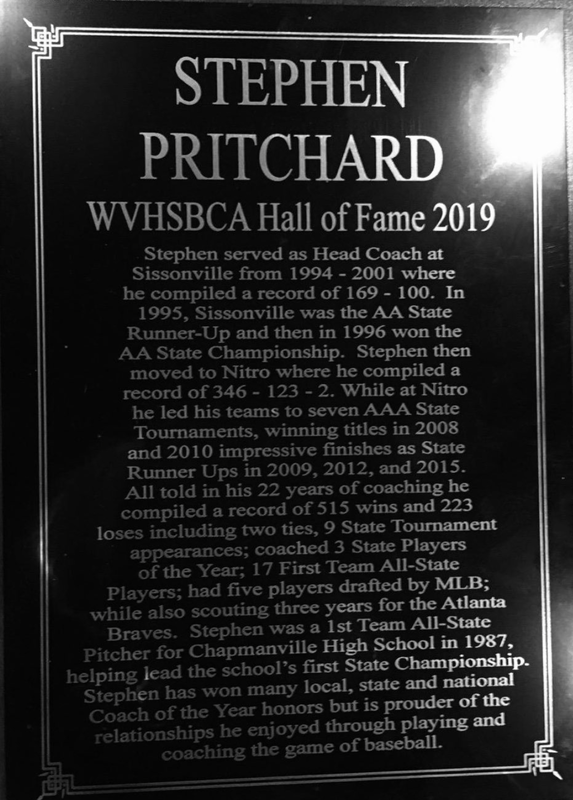 STEPHEN
PRITCHARD
WVHSBCA Hall of Fame 2019
Stephen served as Head Coach at
Sissonville from 1994 - 2001 where
he compiled a record of 169 - 100. In
1995, Sissonville was the AA State
Runner-Up and then in 1996 won the
AA State Championship. Stephen then
moved to Nitro where he compiled a
record of 346 - 123 - 2. While at Nitro
he led his teams to seven AAA State
Tournaments, winning titles in 2008
and 2010 impressive finishes as State
Runner Ups in 2009, 2012, and 2015.
All told in his 22 years of coaching he
compiled a record of 515 wins and 223
loses including two ties, 9 State Tournament
appearances; coached 3 State Players
of the Year; 17 First Team All-State
Players; had five players drafted by MLB;
while also scouting three years for the Atlanta
Braves. Stephen was a 1st Team All-State
Pitcher for Chapmanville High School in 1987,
helping lead the school's first State Championship.
Stephen has won many local, state and national
Coach of the Year honors but is prouder of the
relationships he enjoyed through playing and
coaching the game of baseball.